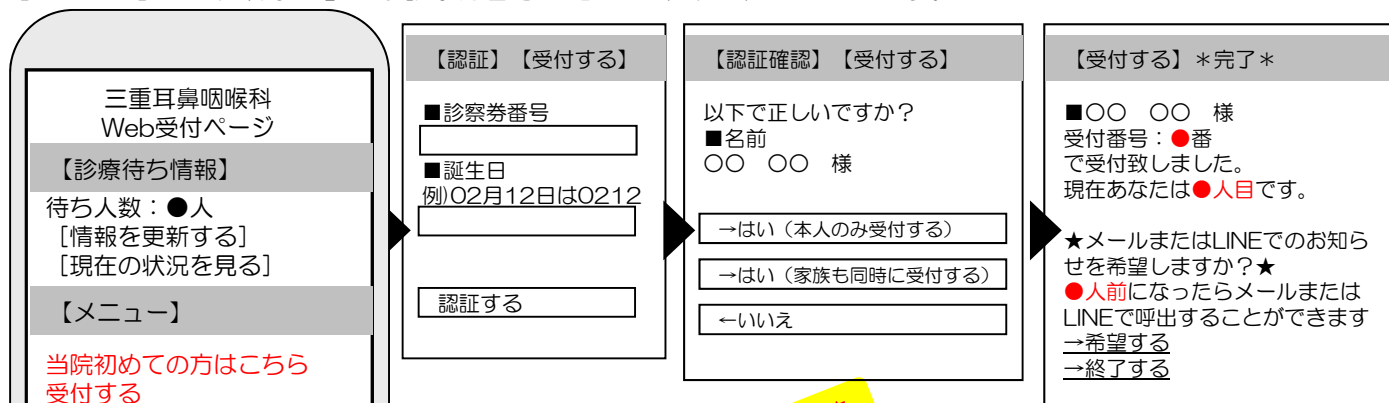 三重耳鼻咽喉科
Web受付ページ
【診療待ち情報】
待ち人数：●人
［情報を更新する］
［現在の状況を見る］
【メニュー】
当院初めての方はこちら
受付する
【認証】【受付する】
■診察券番号
■誕生日
例)02月12日は0212
認証する
【認証確認】【受付する】
以下で正しいですか？
■名前
○○　○○　様
→はい（本人のみ受付する）
→はい（家族も同時に受付する）
←いいえ
【受付する】＊完了＊
■○○　○○　様
受付番号：●番
で受付致しました。
現在あなたは●人目です。
★メールまたはLINEでのお知ら
せを希望しますか？★
●人前になったらメールまたは
LINEで呼出することができます
→希望する
→終了する